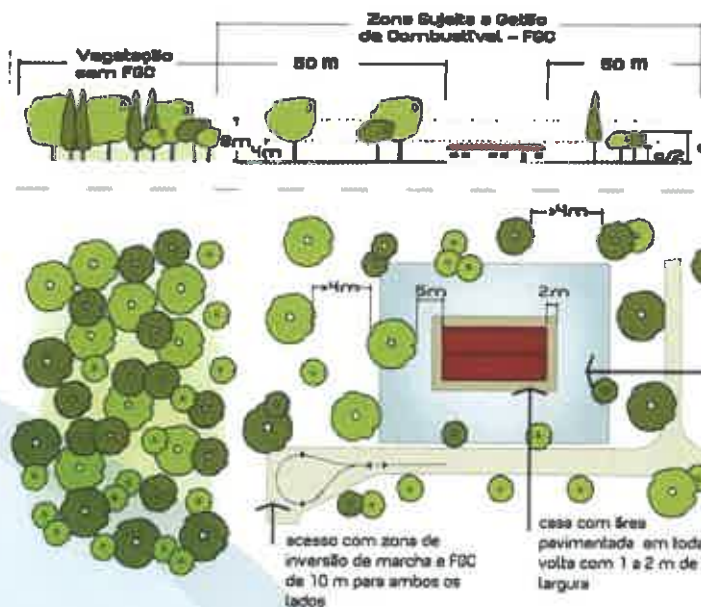 Zona Sujeita a Gestão
de Combustível – FGC
Vegetação
sem FGC
50 m
50 m
4m
>4m
>4m
5m
2m
acesso com zona de
inversão de marcha e FGC
de 10 m para ambos os
lados
casa com área
pavimentada em toda
volta com 1 a 2 m de
largura